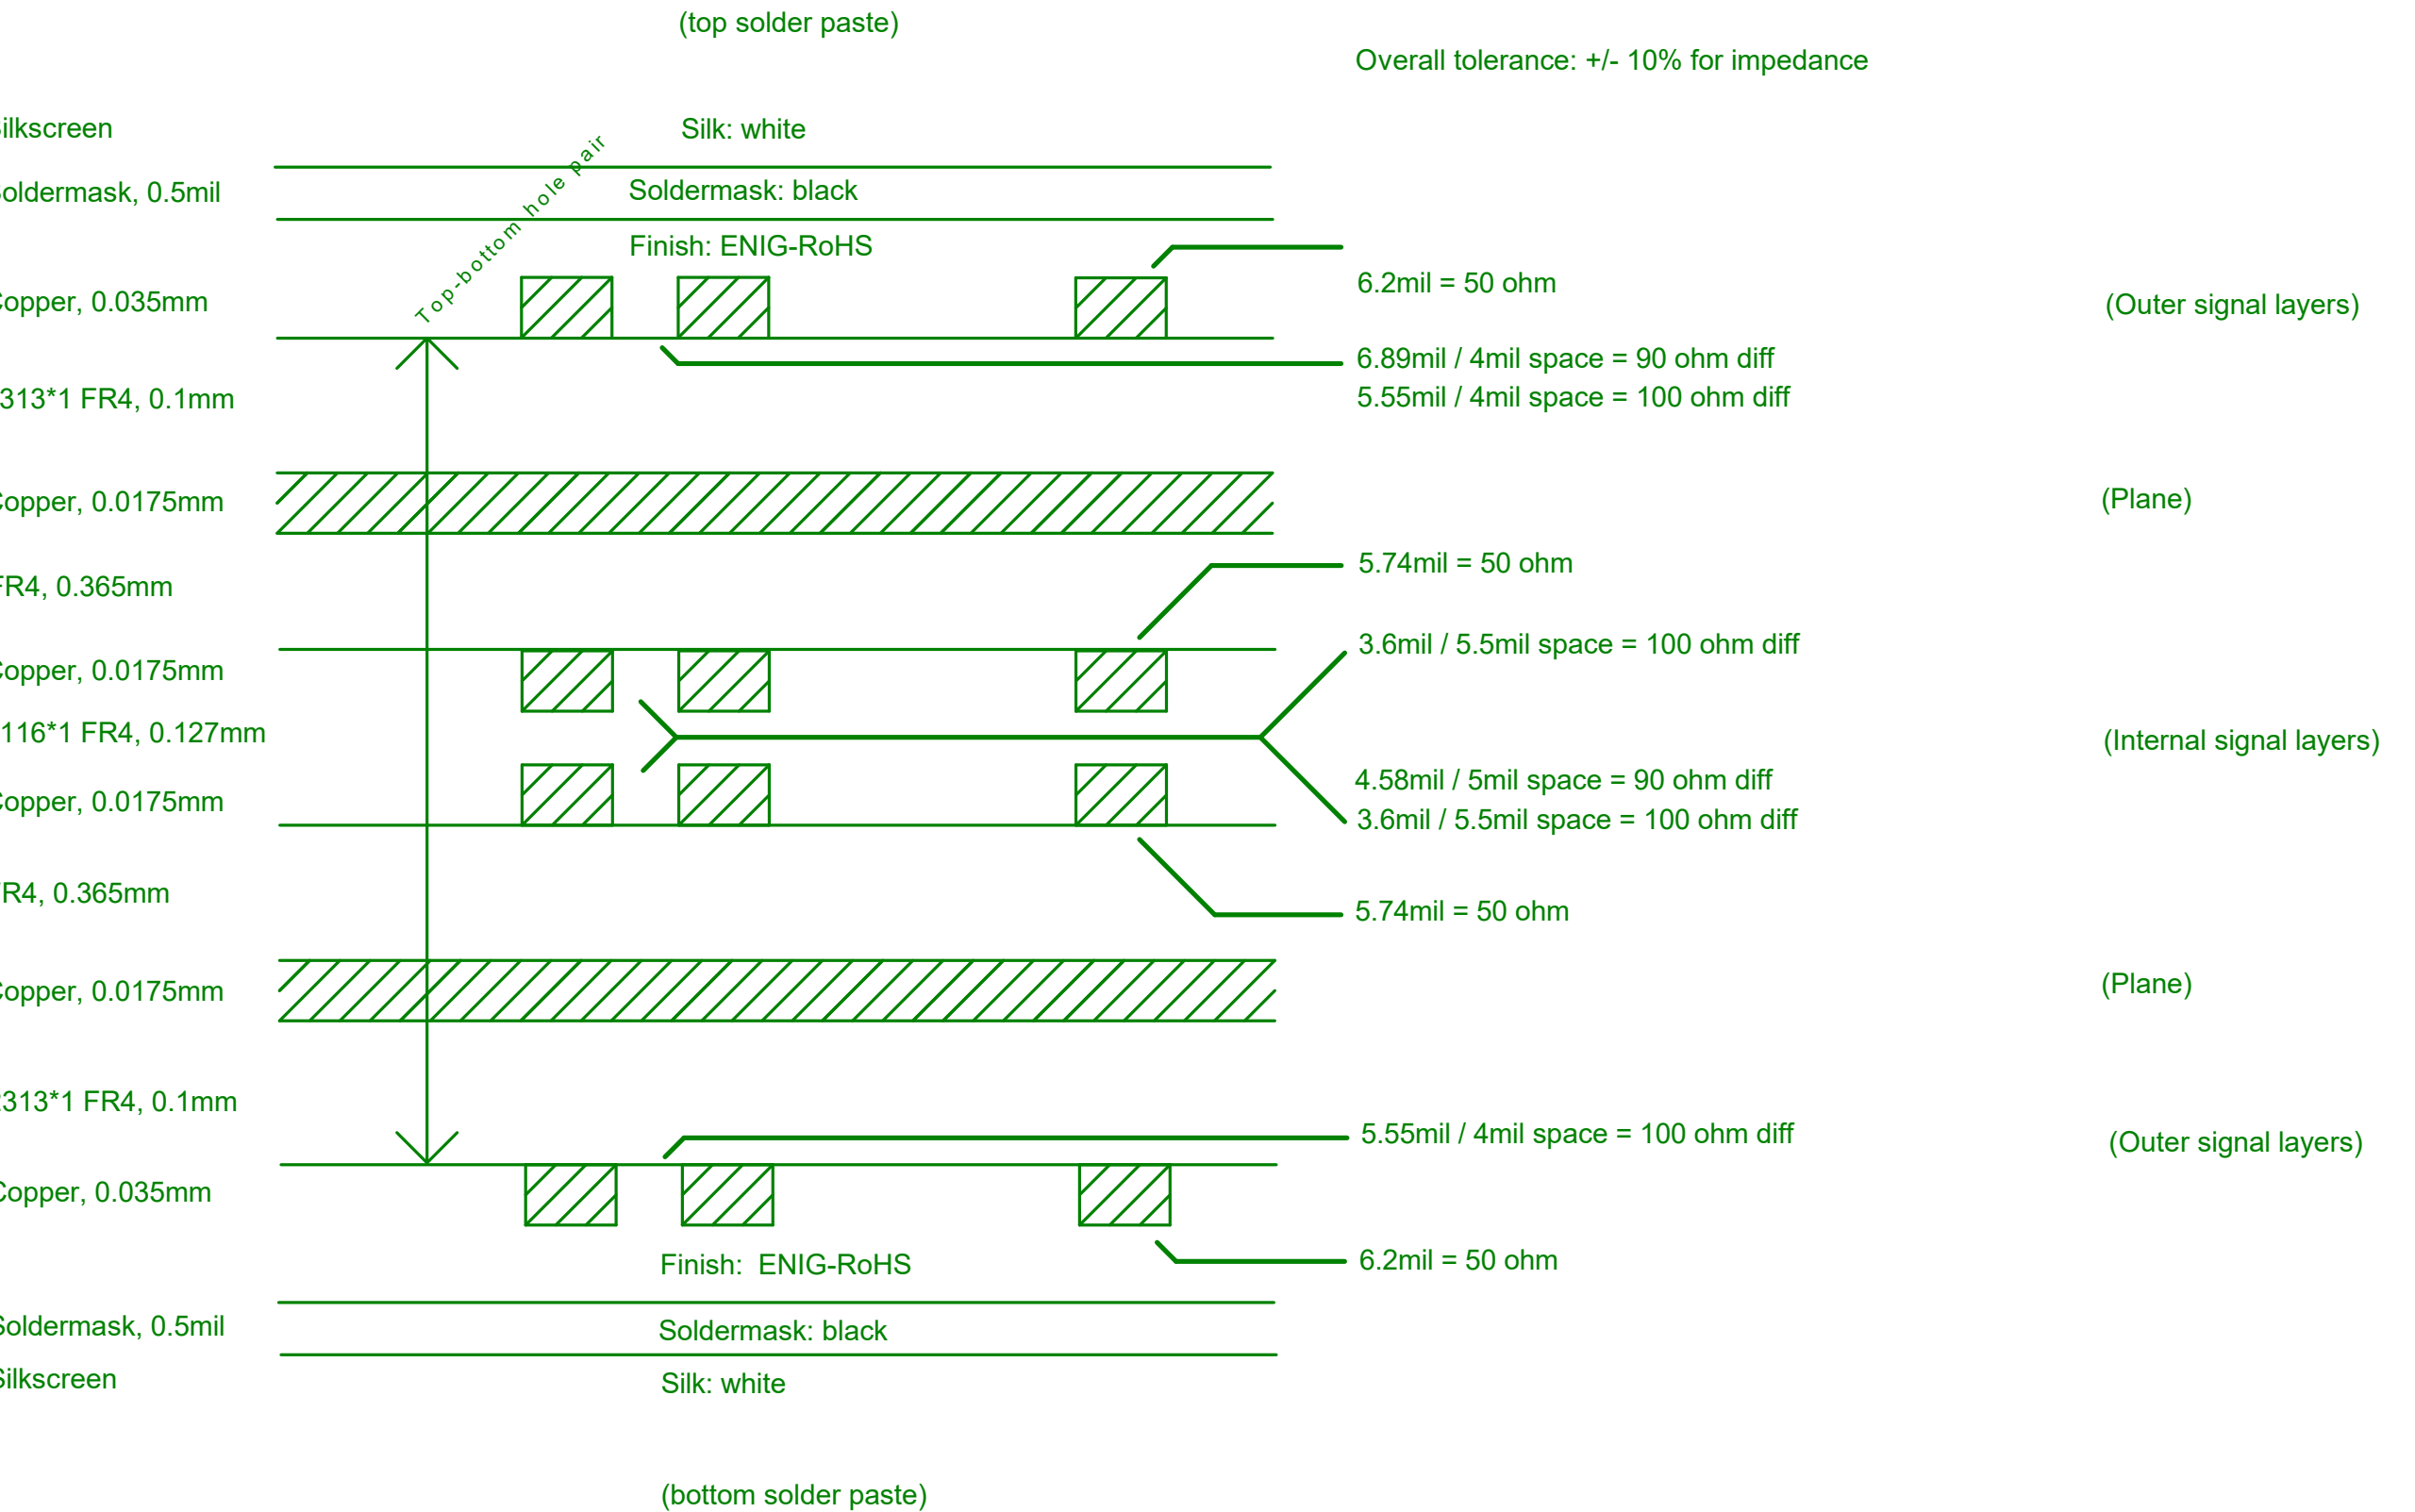 (top solder paste)
Overall tolerance: +/- 10% for impedance
ilkscreen
Silk: white
oldermask, 0.5mil
Soldermask: black
Top-bottom hole pair
Finish: ENIG-RoHS
6.2mil = 50 ohm
Copper, 0.035mm
(Outer signal layers)
6.89mil / 4mil space = 90 ohm diff
313*1 FR4, 0.1mm
5.55mil / 4mil space = 100 ohm diff
Copper, 0.0175mm
(Plane)
5.74mil = 50 ohm
FR4, 0.365mm
3.6mil / 5.5mil space = 100 ohm diff
Copper, 0.0175mm
116*1 FR4, 0.127mm
(Internal signal layers)
4.58mil / 5mil space = 90 ohm diff
Copper, 0.0175mm
3.6mil / 5.5mil space = 100 ohm diff
FR4, 0.365mm
5.74mil = 50 ohm
Copper, 0.0175mm
(Plane)
2313*1 FR4, 0.1mm
5.55mil / 4mil space = 100 ohm diff
(Outer signal layers)
Copper, 0.035mm
Finish:  ENIG-RoHS
6.2mil = 50 ohm
Soldermask, 0.5mil
Soldermask: black
Silkscreen
Silk: white
(bottom solder paste)